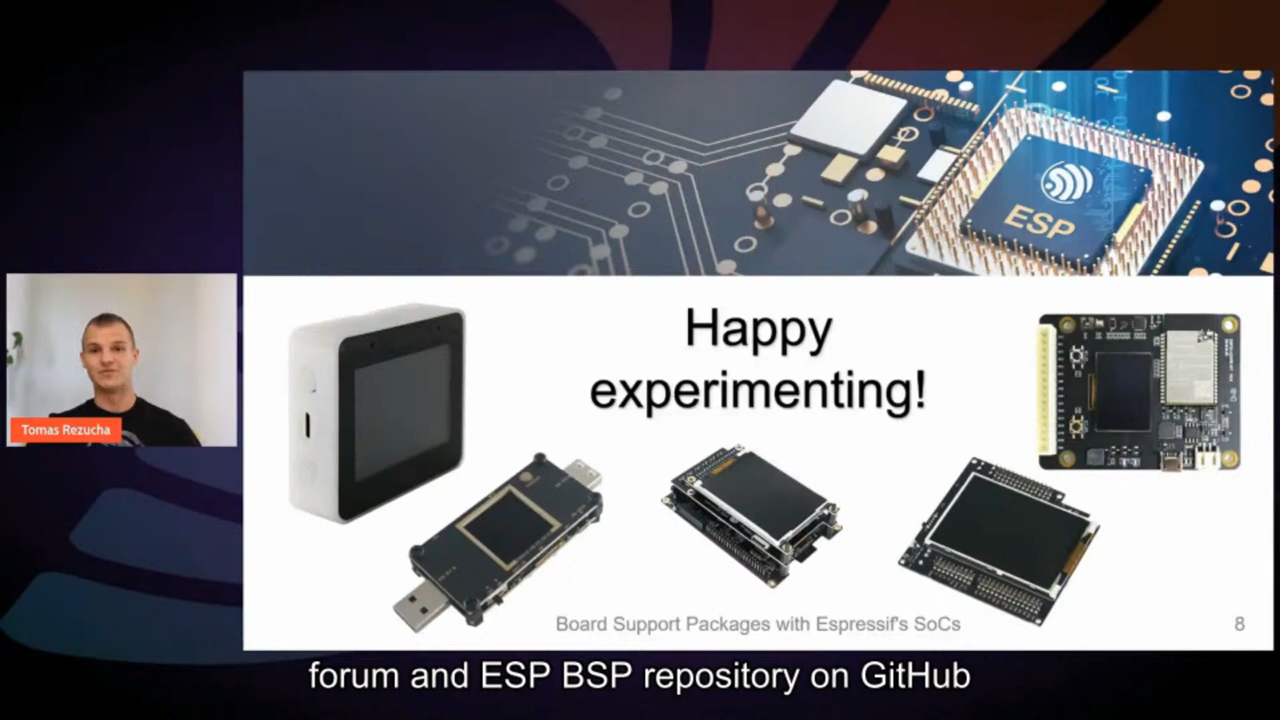 ESP
Happy
experimenting!
Tomas Rezucha
Board Support Packages with Espressif's SoCs
8
forum and ESP BSP repository on GitHub